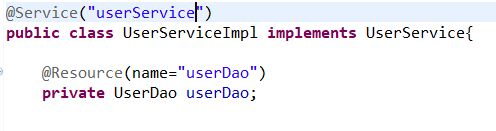 @Service("userService")
public class UserServiceImpl implements UserService{
@Resource(name="userDao")
private UserDao userDao;